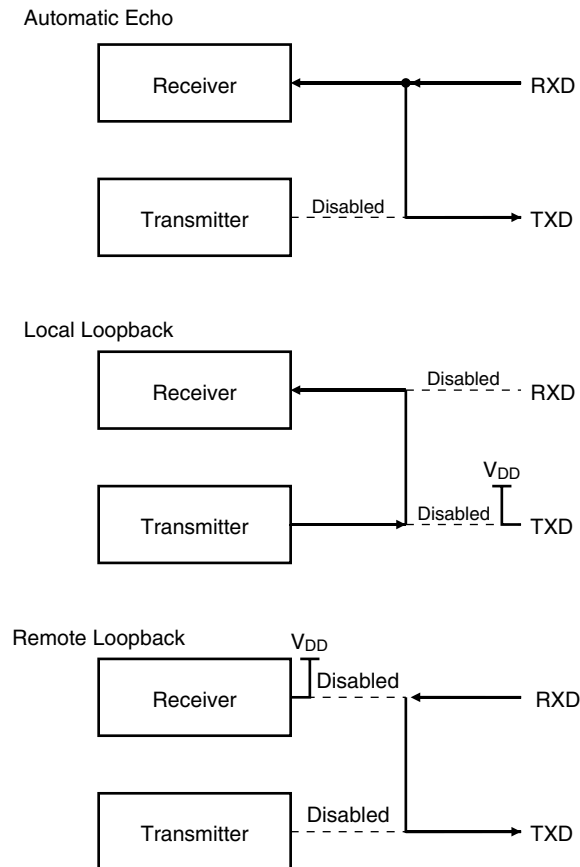 Automatic Echo
Receiver
RXD
Transmitter
Disabled
TXD
Local Loopback
Receiver
Disabled
RXD
VDD
Transmitter
Disabled
TXD
Remote Loopback
VDD
Receiver
Disabled
RXD
Transmitter
Disabled
TXD